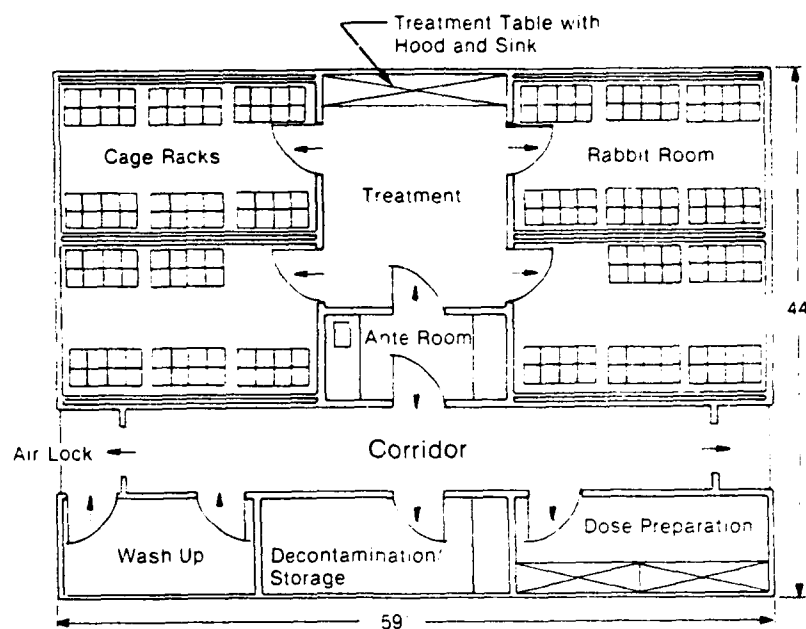 Treatment Table with
Hood and Sink
Cage Racks
Rabbit Room
Treatment
44
Ante Room
Air Lock
Corridor
Wash Up
Decontamination/
Storage
Dose Preparation
59'